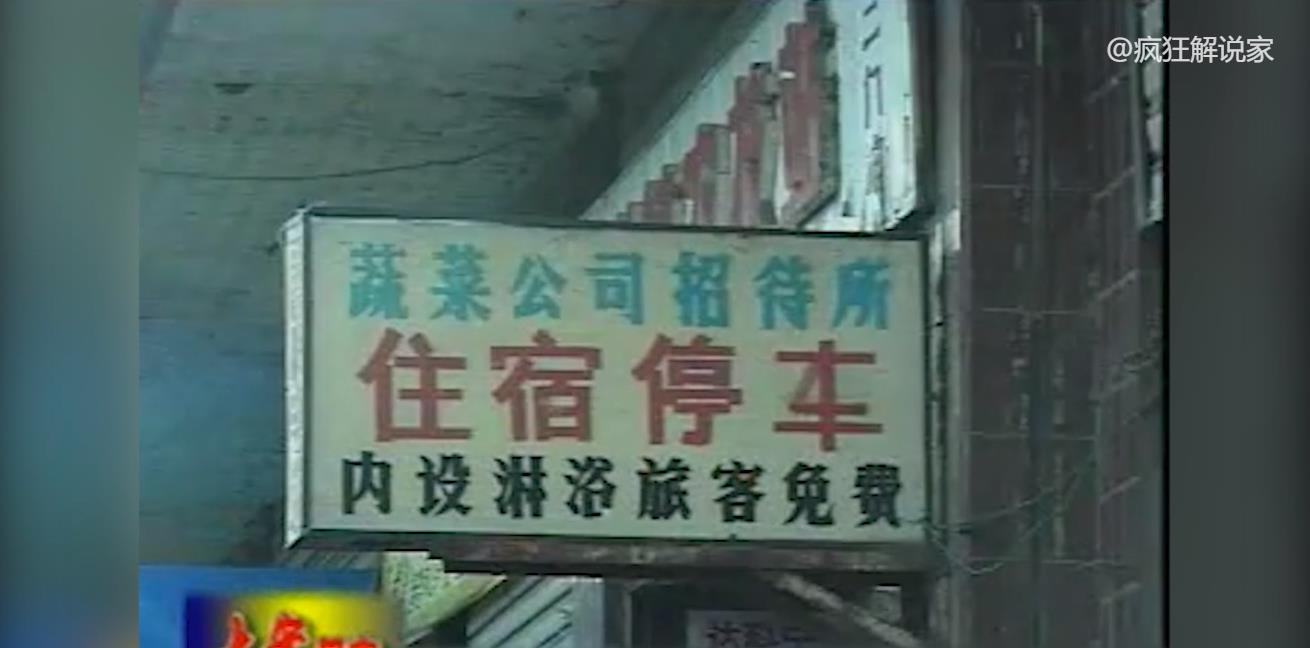 @疯狂解说家
蔬菜公司招待所
住宿停车
内设淋浴旅客免费